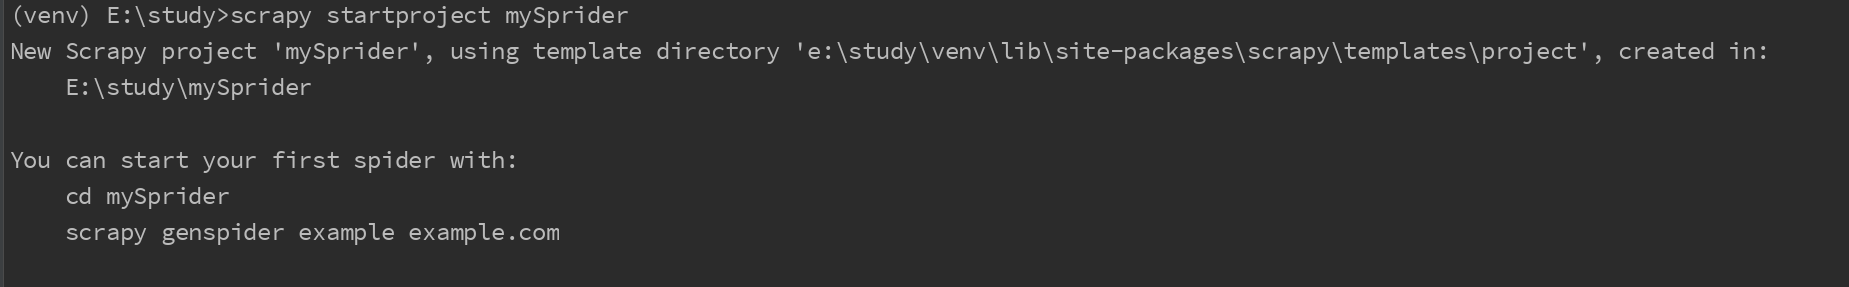 (venv) E:\study>scrapy startproject mySprider
New Scrapy project 'mySprider', using template directory 'e:\study\venv\lib\site-packages\scrapy\templates\project', created in:
    E:\study\mySprider

You can start your first spider with:
    cd mySprider
    scrapy genspider example example.com